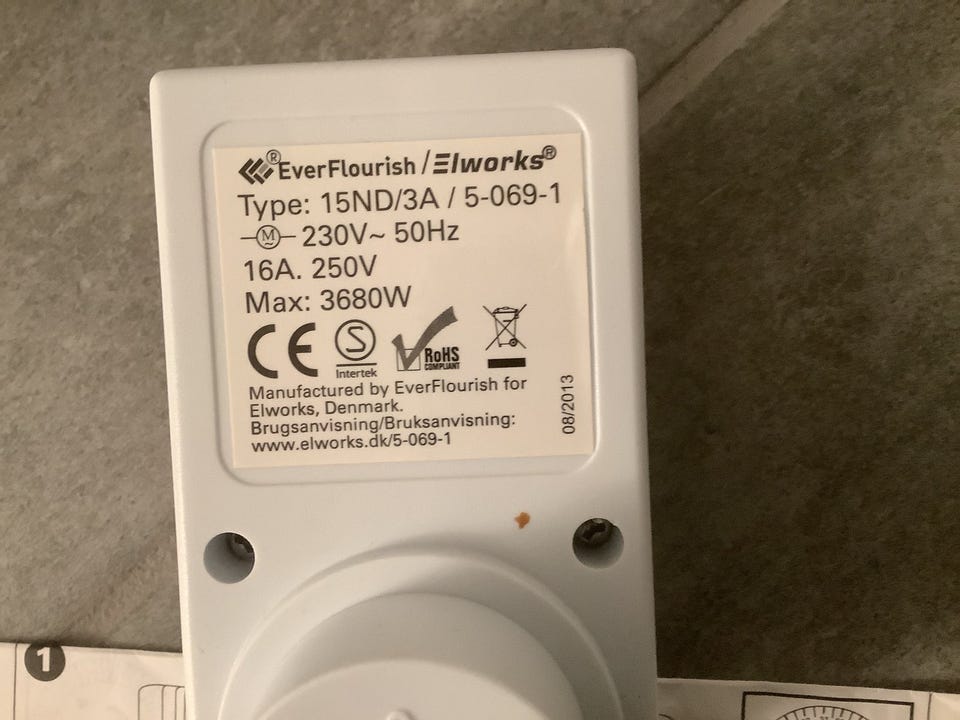 EverFlourish / Elworks®
Type: 15ND/3A / 5-069-1
M 230V~ 50Hz
16A. 250V
Max: 3680W
CE S Intertek RoHS COMPLIANT
Manufactured by EverFlourish for
Elworks, Denmark.
Brugsanvisning/Bruksanvisning:
www.elworks.dk/5-069-1
08/2013
1